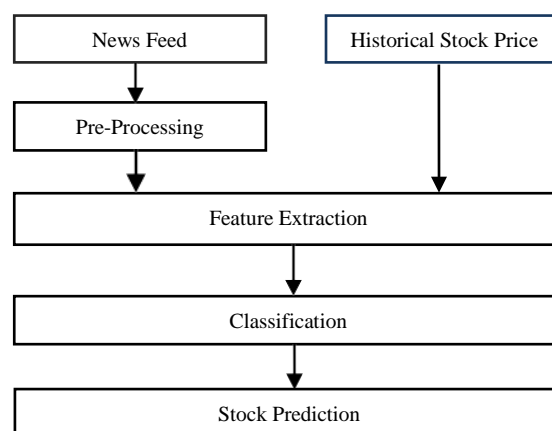 News Feed
Historical Stock Price
Pre-Processing
Feature Extraction
Classification
Stock Prediction